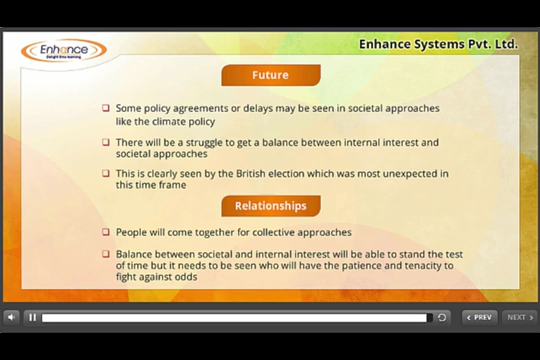 Enhance
Delight thru learning
Enhance Systems Pvt. Ltd.
Future
Some policy agreements or delays may be seen in societal approaches
like the climate policy
There will be a struggle to get a balance between internal interest and
societal approaches
This is clearly seen by the British election which was most unexpected in
this time frame
Relationships
People will come together for collective approaches
Balance between societal and internal interest will be able to stand the test
of time but it needs to be seen who will have the patience and tenacity to
fight against odds
< PREV
NEXT >